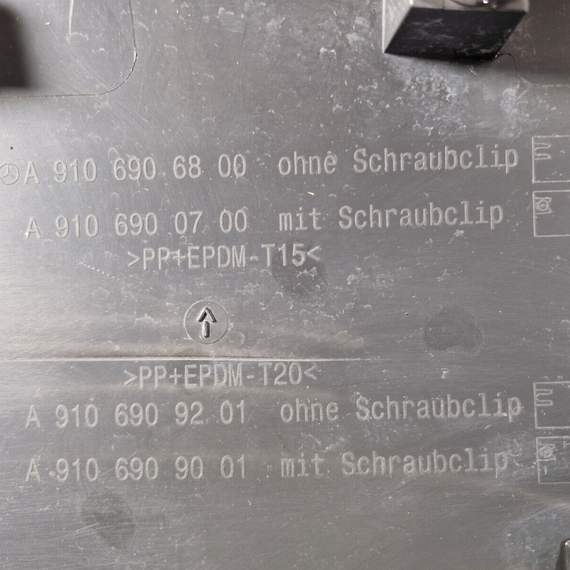 A 910 690 68 00 ohne Schraubclip
A 910 690 07 00 mit Schraubclip
>PP+EPDM-T15<
>PP+EPDM-T20<
A 910 690 92 01 ohne Schraubclip
A 910 690 90 01 mit Schraubclip